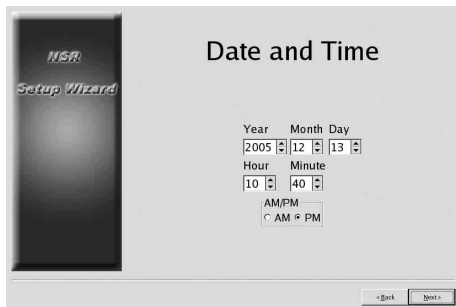 NSR
Setup Wizard
Date and Time
Year Month Day
2005 12 13
Hour Minute
10 40
AM/PM
AM PM
< Back Next >